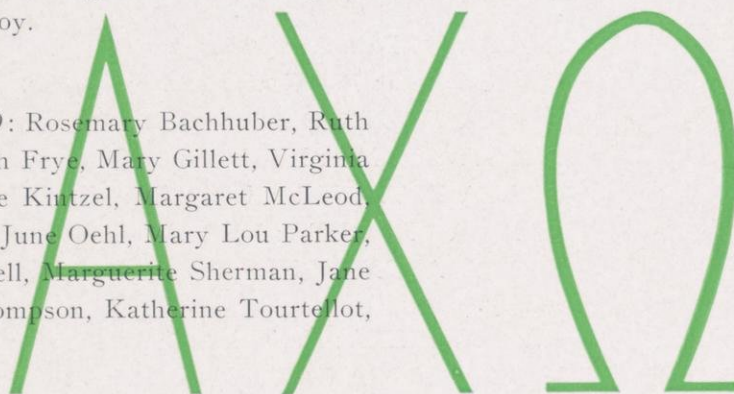 oy.
ΑΧΩ
: Rosemary Bachhuber, Ruth
Frye, Mary Gillett, Virginia
Kintzel, Margaret McLeod,
June Oehl, Mary Lou Parker,
ell, Marguerite Sherman, Jane
ompson, Katherine Tourtellot,